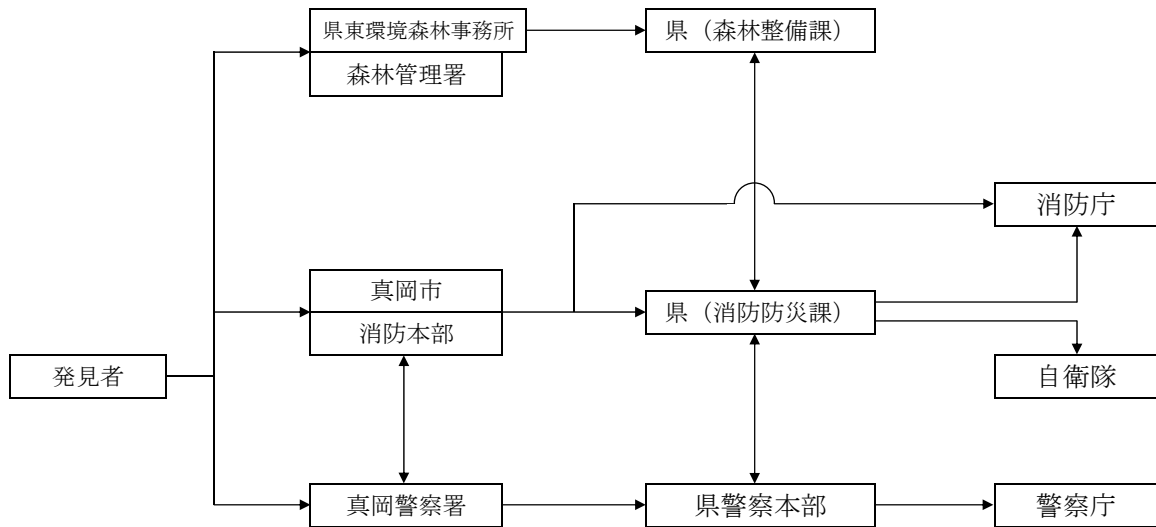 県東環境森林事務所
森林管理署
県（森林整備課）
消防庁
真岡市
消防本部
県（消防防災課）
発見者
自衛隊
真岡警察署
県警察本部
警察庁